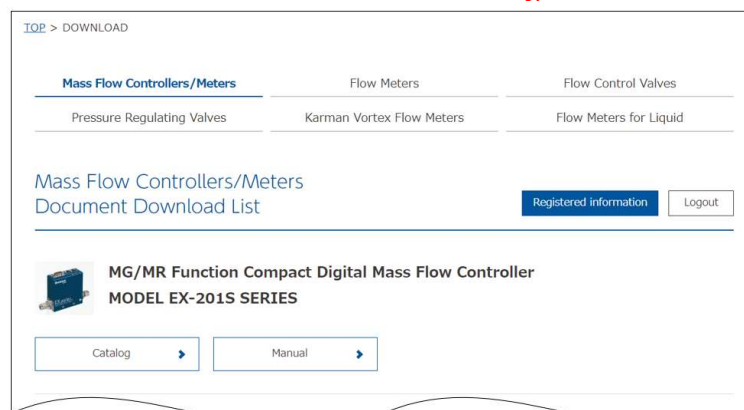 TOP > DOWNLOAD
Mass Flow Controllers/Meters Flow Meters Flow Control Valves
Pressure Regulating Valves Karman Vortex Flow Meters Flow Meters for Liquid
Mass Flow Controllers/Meters
Document Download List
Registered information Logout
MG/MR Function Compact Digital Mass Flow Controller
MODEL EX-201S SERIES
Catalog Manual